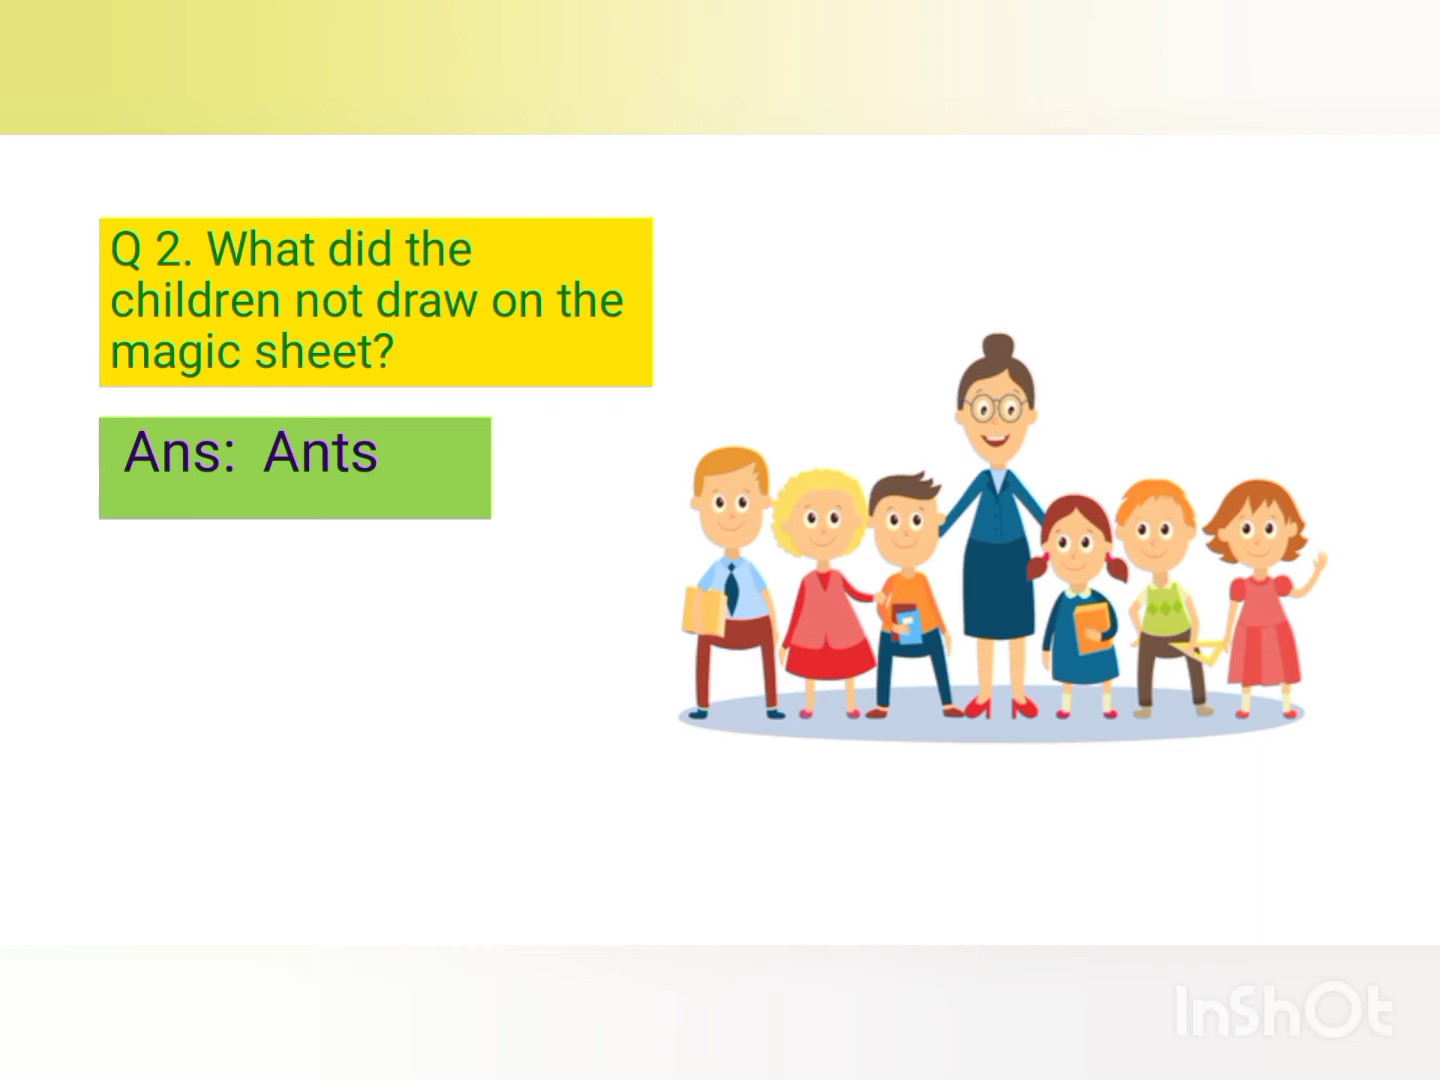 Q 2. What did the
children not draw on the
magic sheet?
Ans: Ants
InShOt